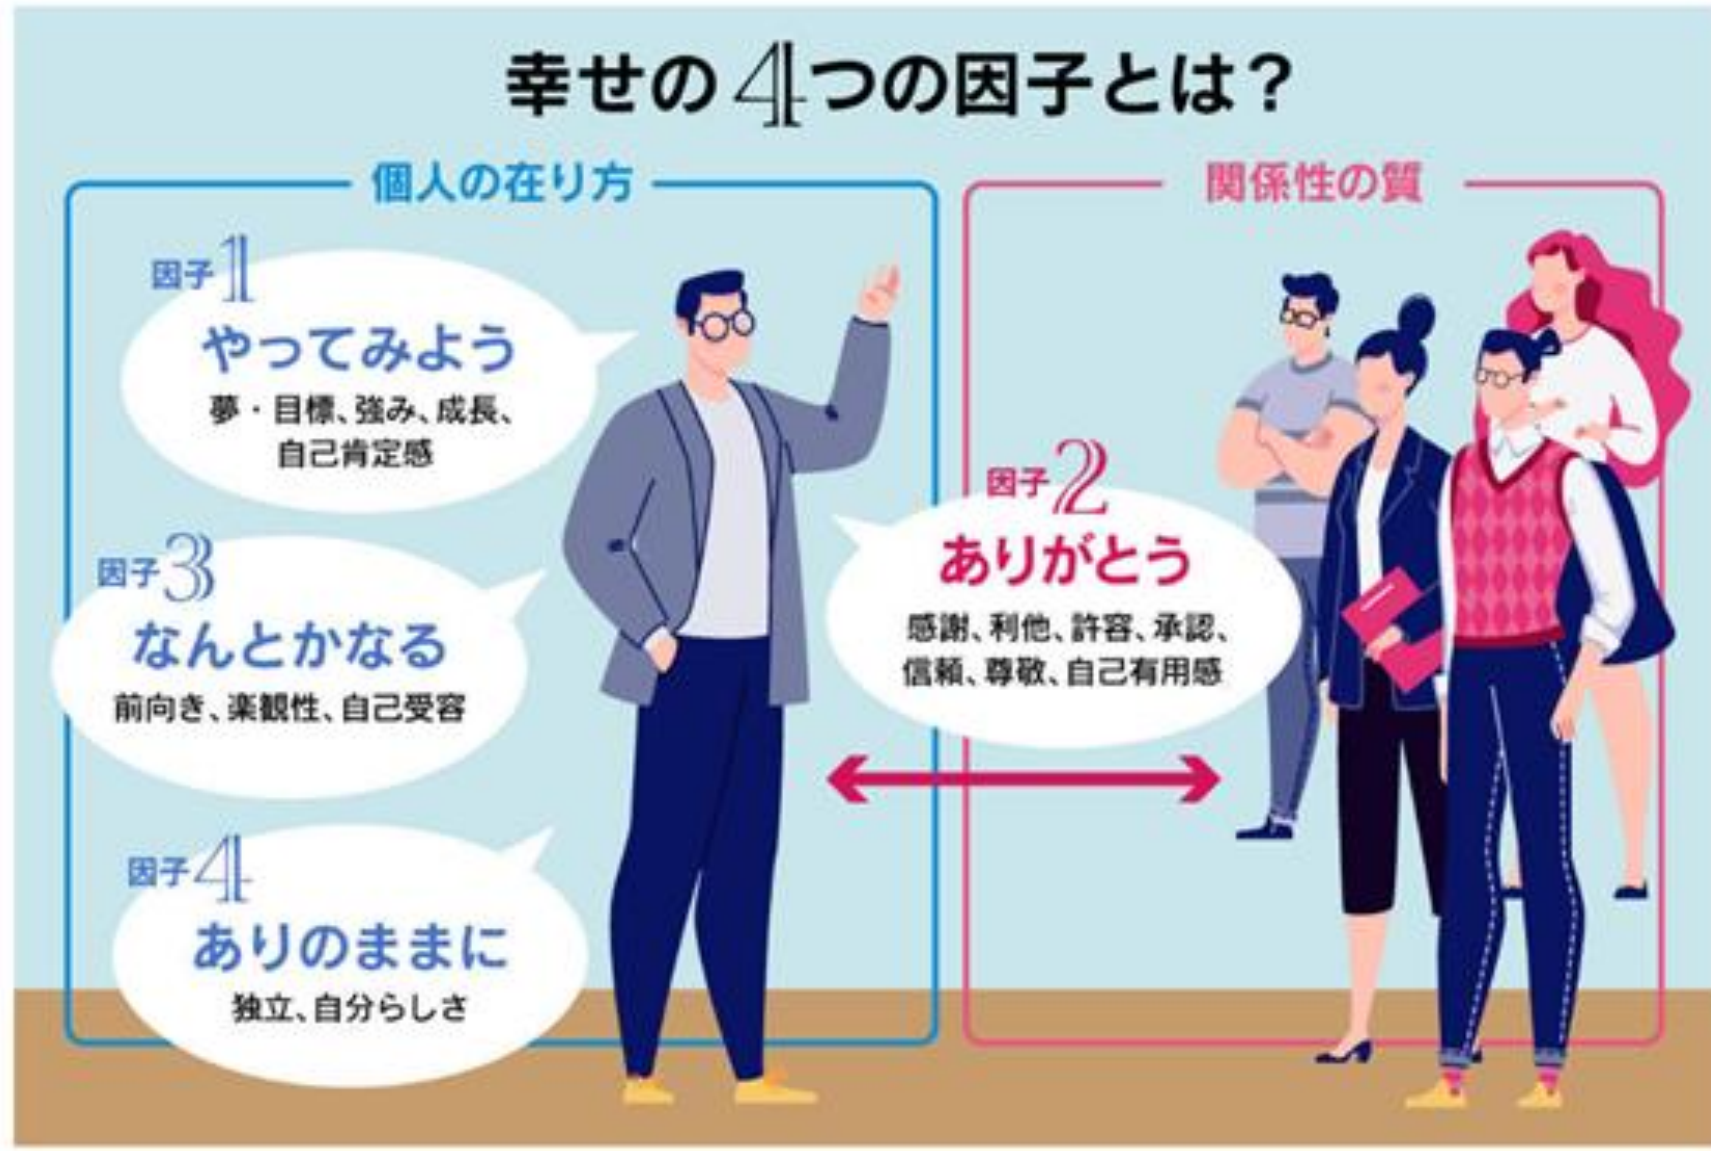 幸せの4つの因子とは？
個人の在り方
因子1
やってみよう
夢・目標、強み、成長、
自己肯定感
因子3
なんとかなる
前向き、楽観性、自己受容
因子4
ありのままに
独立、自分らしさ
関係性の質
因子2
ありがとう
感謝、利他、許容、承認、
信頼、尊敬、自己有用感